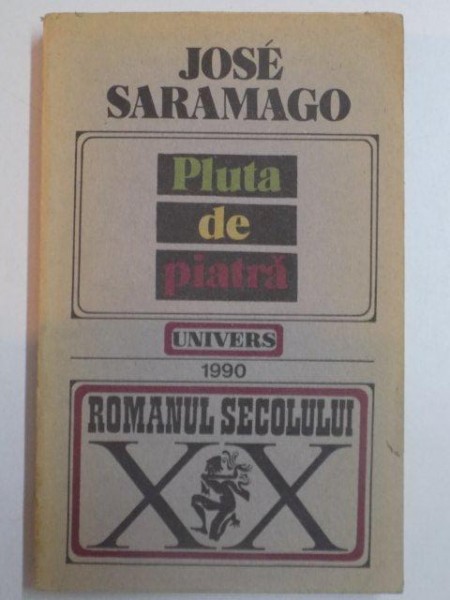 JOSÉ
SARAMAGO
Pluta
de
piatră
UNIVERS
1990
ROMANUL SECOLULUI
XX